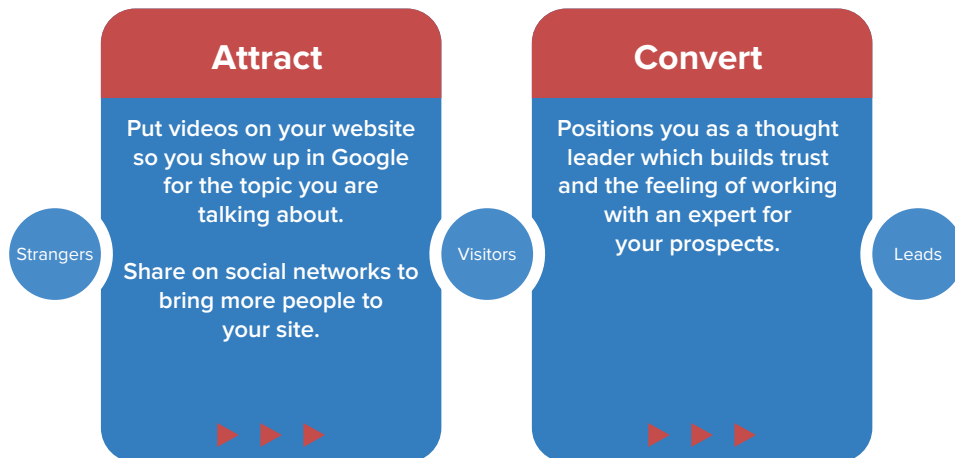 Attract
Put videos on your website
so you show up in Google
for the topic you are
talking about.
Share on social networks to
bring more people to
your site.
Convert
Positions you as a thought
leader which builds trust
and the feeling of working
with an expert for
your prospects.
Strangers
Visitors
Leads